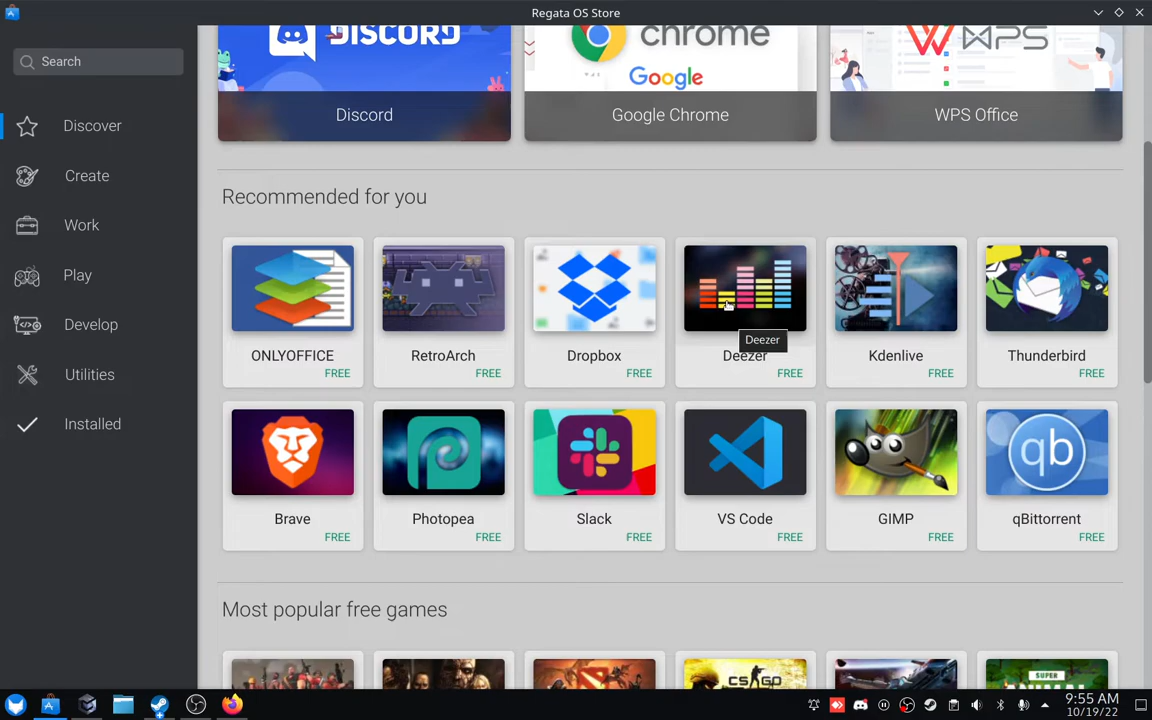 Regata OS Store
Search
Discover
Create
Work
Play
Develop
Utilities
Installed
DISCORD
chrome
Google
WPS
Discord
Google Chrome
WPS Office
Recommended for you
ONLYOFFICE
FREE
RetroArch
FREE
Dropbox
FREE
Deezer
Deezer
FREE
Kdenlive
FREE
Thunderbird
FREE
Brave
FREE
Photopea
FREE
Slack
FREE
VS Code
FREE
GIMP
FREE
qb
qBittorrent
FREE
Most popular free games
CS:GO
SUPER
9:55 AM
10/19/22